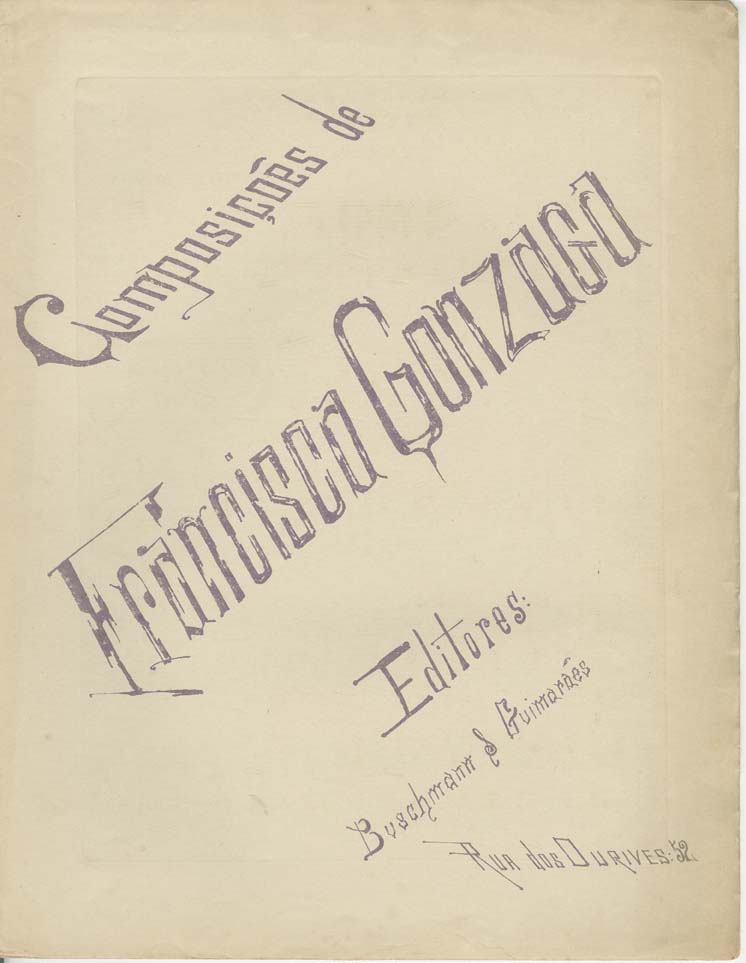 Composições de
Francisca Gonzaga
Editores:
Buschmann & Guimarães
Rua dos Ourives: 52